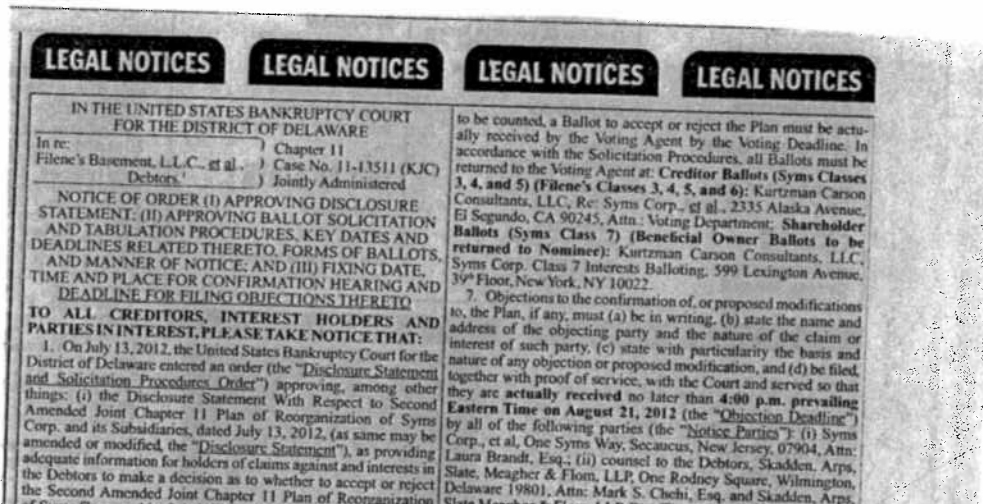 LEGAL NOTICES
LEGAL NOTICES
LEGAL NOTICES
LEGAL NOTICES
IN THE UNITED STATES BANKRUPTCY COURT
FOR THE DISTRICT OF DELAWARE
In re: ) Chapter 11
Filene's Basement, L.L.C., et al., ) Case No. 11-13511 (KJC)
Debtors.¹ ) Jointly Administered
NOTICE OF ORDER (I) APPROVING DISCLOSURE
STATEMENT; (II) APPROVING BALLOT SOLICITATION
AND TABULATION PROCEDURES, KEY DATES AND
DEADLINES RELATED THERETO, FORMS OF BALLOTS,
AND MANNER OF NOTICE; AND (III) FIXING DATE,
TIME AND PLACE FOR CONFIRMATION HEARING AND
DEADLINE FOR FILING OBJECTIONS THERETO
TO ALL CREDITORS, INTEREST HOLDERS AND
PARTIES IN INTEREST, PLEASE TAKE NOTICE THAT:
1. On July 13, 2012, the United States Bankruptcy Court for the
District of Delaware entered an order (the "Disclosure Statement
and Solicitation Procedures Order") approving, among other
things: (i) the Disclosure Statement With Respect to Second
Amended Joint Chapter 11 Plan of Reorganization of Syms
Corp. and its Subsidiaries, dated July 13, 2012, (as same may be
amended or modified, the "Disclosure Statement"), as providing
adequate information for holders of claims against and interests in
the Debtors to make a decision as to whether to accept or reject
the Second Amended Joint Chapter 11 Plan of Reorganization
to be counted, a Ballot to accept or reject the Plan must be actu-
ally received by the Voting Agent by the Voting Deadline. In
accordance with the Solicitation Procedures, all Ballots must be
returned to the Voting Agent at: Creditor Ballots (Syms Classes
3, 4, and 5) (Filene's Classes 3, 4, 5, and 6): Kurtzman Carson
Consultants, LLC, Re: Syms Corp., et al., 2335 Alaska Avenue,
El Segundo, CA 90245, Attn.: Voting Department; Shareholder
Ballots (Syms Class 7) (Beneficial Owner Ballots to be
returned to Nominee): Kurtzman Carson Consultants, LLC,
Syms Corp. Class 7 Interests Balloting, 599 Lexington Avenue,
39th Floor, New York, NY 10022.
7. Objections to the confirmation of, or proposed modifications
to, the Plan, if any, must (a) be in writing, (b) state the name and
address of the objecting party and the nature of the claim or
interest of such party, (c) state with particularity the basis and
nature of any objection or proposed modification, and (d) be filed,
together with proof of service, with the Court and served so that
they are actually received no later than 4:00 p.m. prevailing
Eastern Time on August 21, 2012 (the "Objection Deadline")
by all of the following parties (the "Notice Parties"): (i) Syms
Corp., et al, One Syms Way, Secaucus, New Jersey, 07094, Attn:
Laura Brandt, Esq.; (ii) counsel to the Debtors, Skadden, Arps,
Slate, Meagher & Flom, LLP, One Rodney Square, Wilmington,
Delaware 19801, Attn: Mark S. Chehi, Esq. and Skadden, Arps